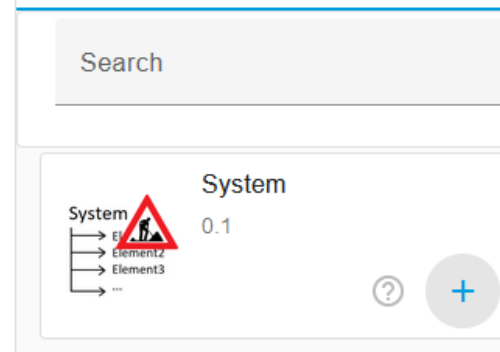 Search
System
0.1
System
Element2
Element3
...
+